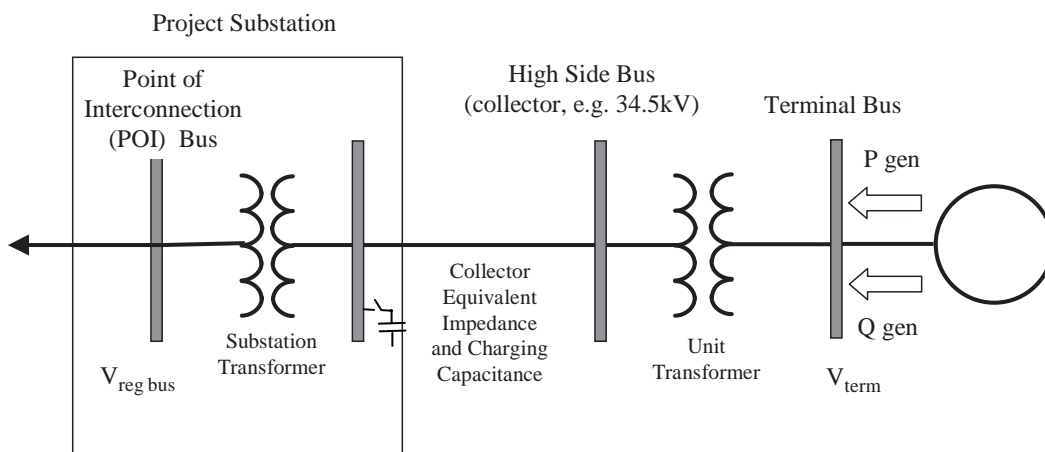 Project Substation
Point of
Interconnection
(POI) Bus
High Side Bus
(collector, e.g. 34.5kV)
Terminal Bus
P gen
Collector
Equivalent
Impedance
and Charging
Capacitance
Substation
Transformer
Unit
Transformer
Q gen
V reg bus
V term